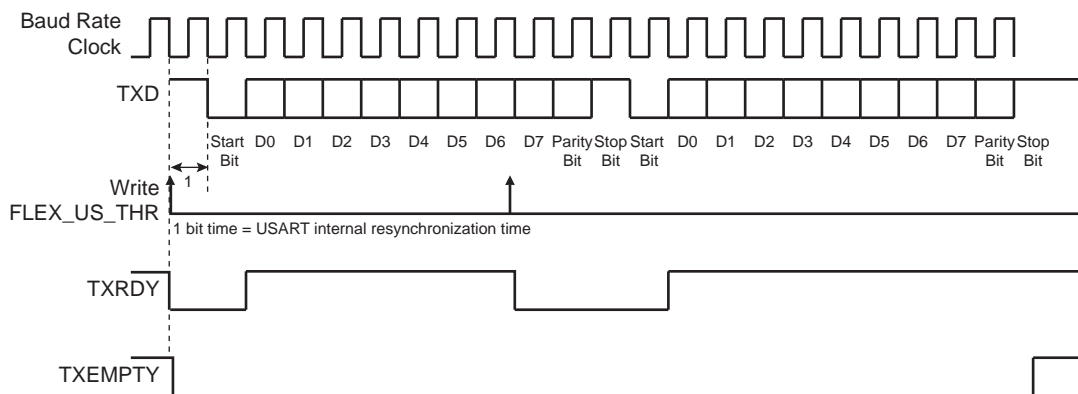 Baud Rate
Clock
TXD
Start D0 D1 D2 D3 D4 D5 D6 D7 Parity Stop Start D0 D1 D2 D3 D4 D5 D6 D7 Parity Stop
Bit Bit Bit Bit Bit Bit
1
Write
FLEX_US_THR
1 bit time = USART internal resynchronization time
TXRDY
TXEMPTY